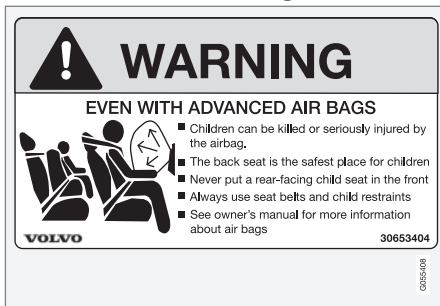 WARNING
EVEN WITH ADVANCED AIR BAGS
■ Children can be killed or seriously injured by
the airbag.
■ The back seat is the safest place for children
■ Never put a rear-facing child seat in the front
■ Always use seat belts and child restraints
■ See owner's manual for more information
about air bags
VOLVO
30653404
G055408